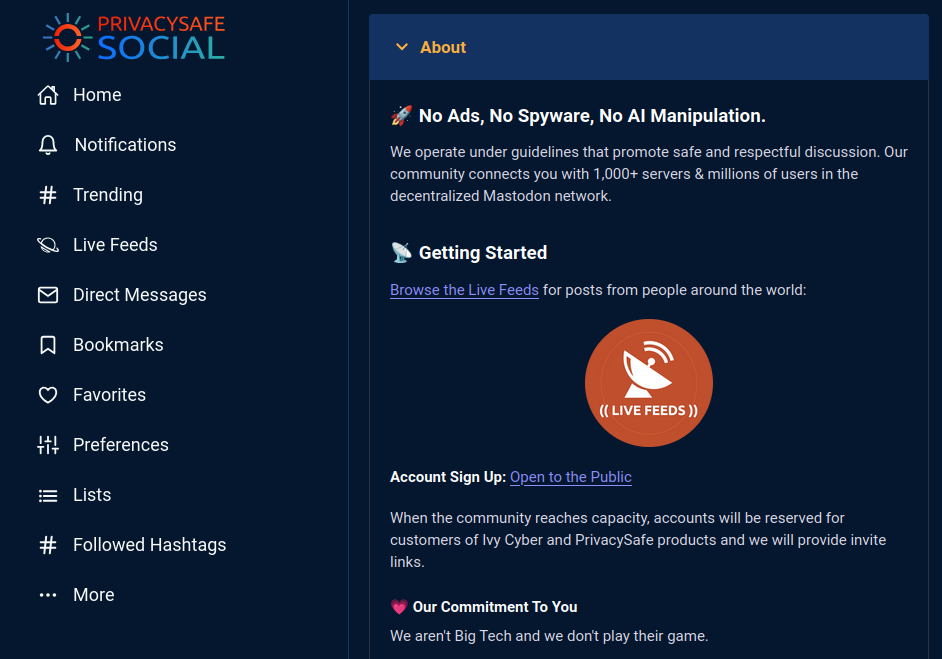 PRIVACYSAFE
SOCIAL
Home
Notifications
Trending
Live Feeds
Direct Messages
Bookmarks
Favorites
Preferences
Lists
Followed Hashtags
More
About
🚀 No Ads, No Spyware, No AI Manipulation.
We operate under guidelines that promote safe and respectful discussion. Our
community connects you with 1,000+ servers & millions of users in the
decentralized Mastodon network.
📡 Getting Started
Browse the Live Feeds for posts from people around the world:
(( LIVE FEEDS ))
Account Sign Up: Open to the Public
When the community reaches capacity, accounts will be reserved for
customers of Ivy Cyber and PrivacySafe products and we will provide invite
links.
💗 Our Commitment To You
We aren't Big Tech and we don't play their game.